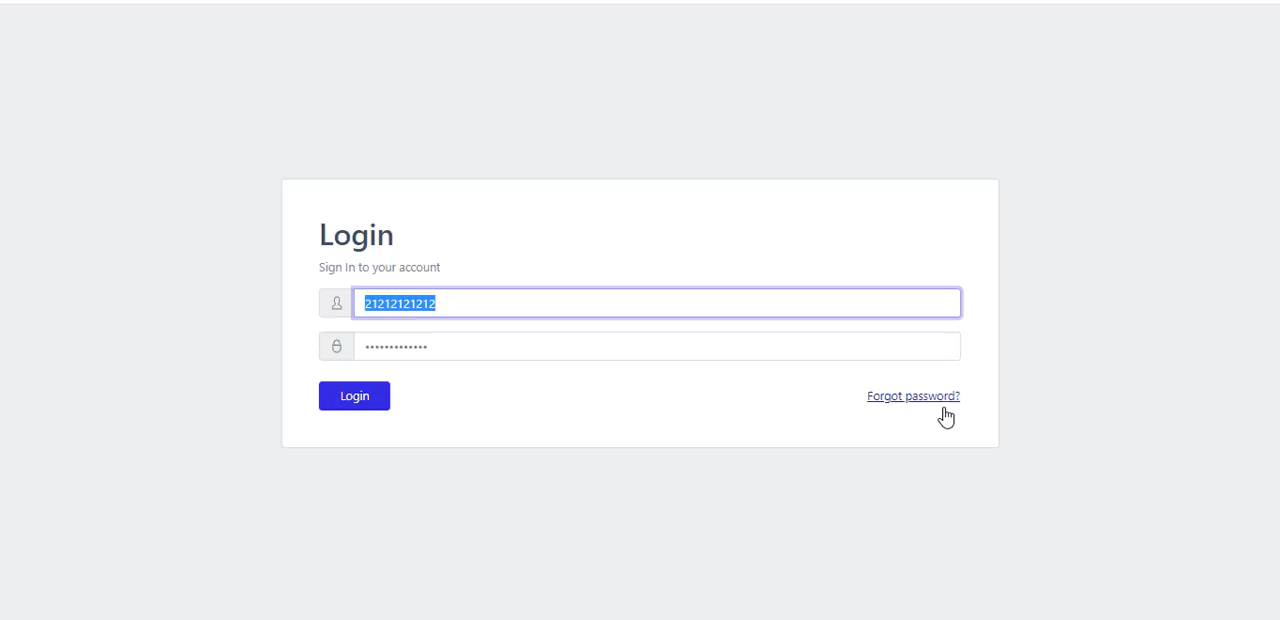 Login
Sign In to your account
21212121212
•••••••••••••
Login
Forgot password?